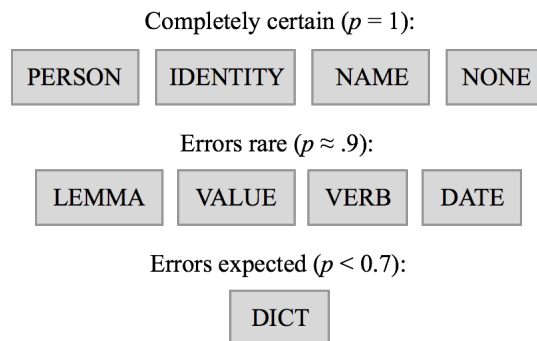 Completely certain (p = 1):
PERSON IDENTITY NAME NONE
Errors rare (p ≈ .9):
LEMMA VALUE VERB DATE
Errors expected (p < 0.7):
DICT